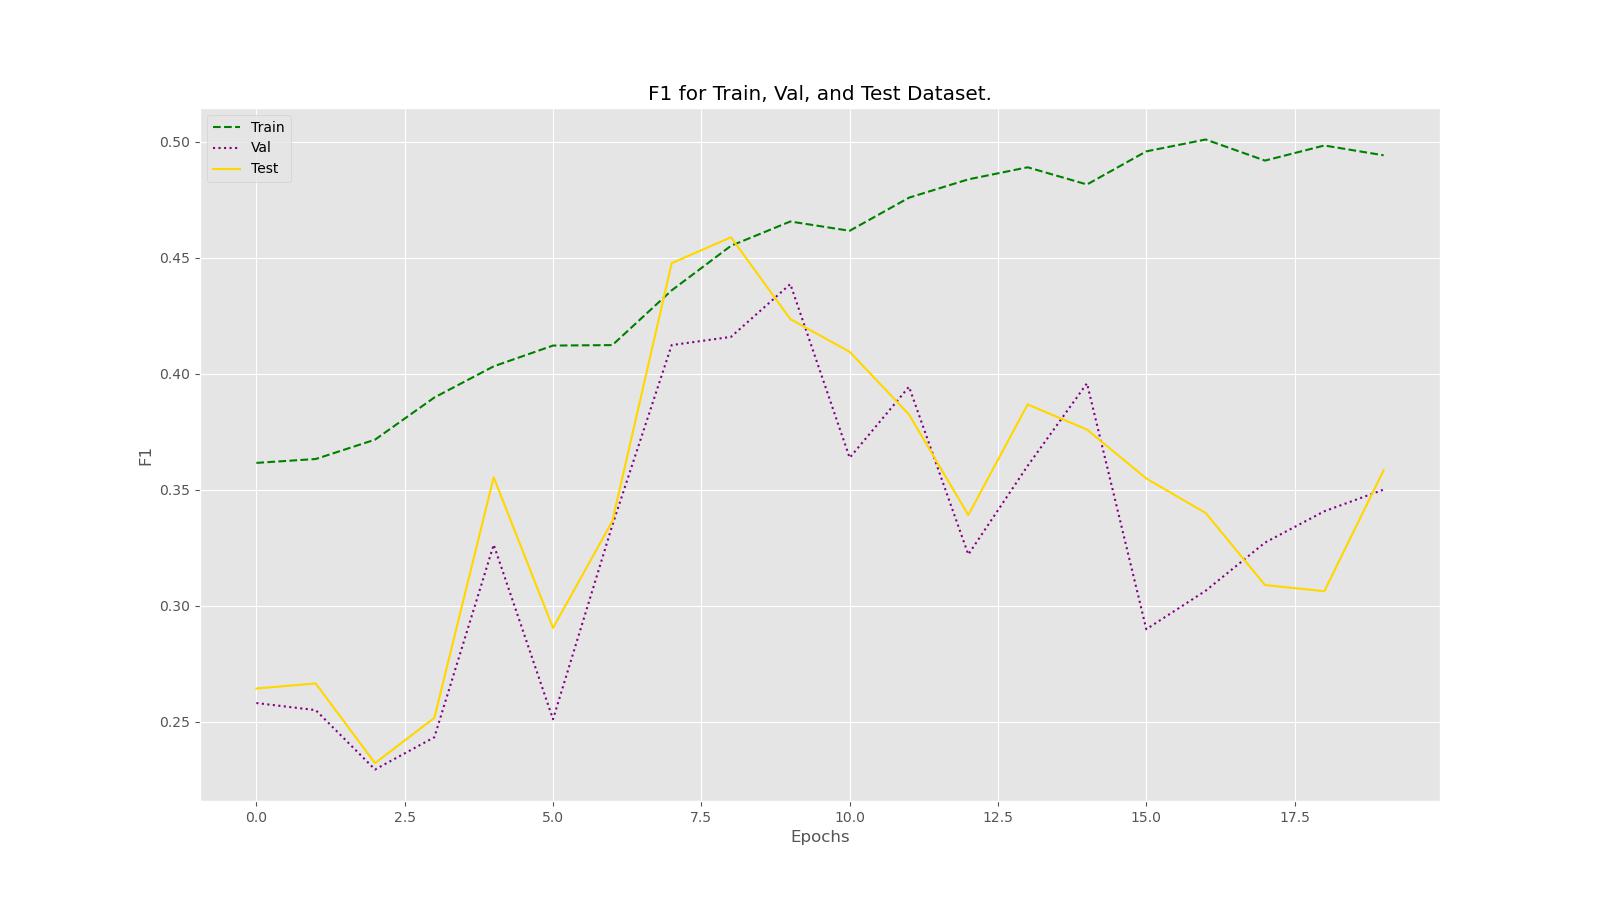 F1 for Train, Val, and Test Dataset.
Train
Val
Test
0.50
0.45
0.40
0.35
0.30
0.25
F1
0.0 2.5 5.0 7.5 10.0 12.5 15.0 17.5
Epochs